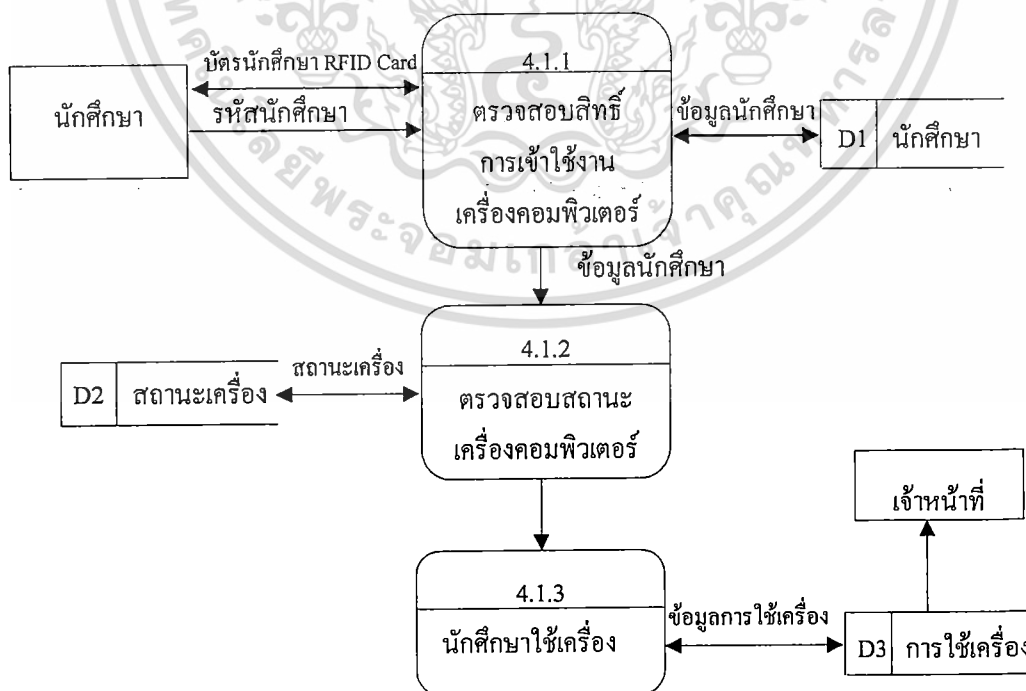 บัตรนักศึกษา RFID Card
นักศึกษา
รหัสนักศึกษา
4.1.1
ตรวจสอบสิทธิ์
การเข้าใช้งาน
เครื่องคอมพิวเตอร์
ข้อมูลนักศึกษา
D1 นักศึกษา
ข้อมูลนักศึกษา
4.1.2
ตรวจสอบสถานะ
เครื่องคอมพิวเตอร์
สถานะเครื่อง
D2 สถานะเครื่อง
เจ้าหน้าที่
4.1.3
นักศึกษาใช้เครื่อง
ข้อมูลการใช้เครื่อง
D3 การใช้เครื่อง